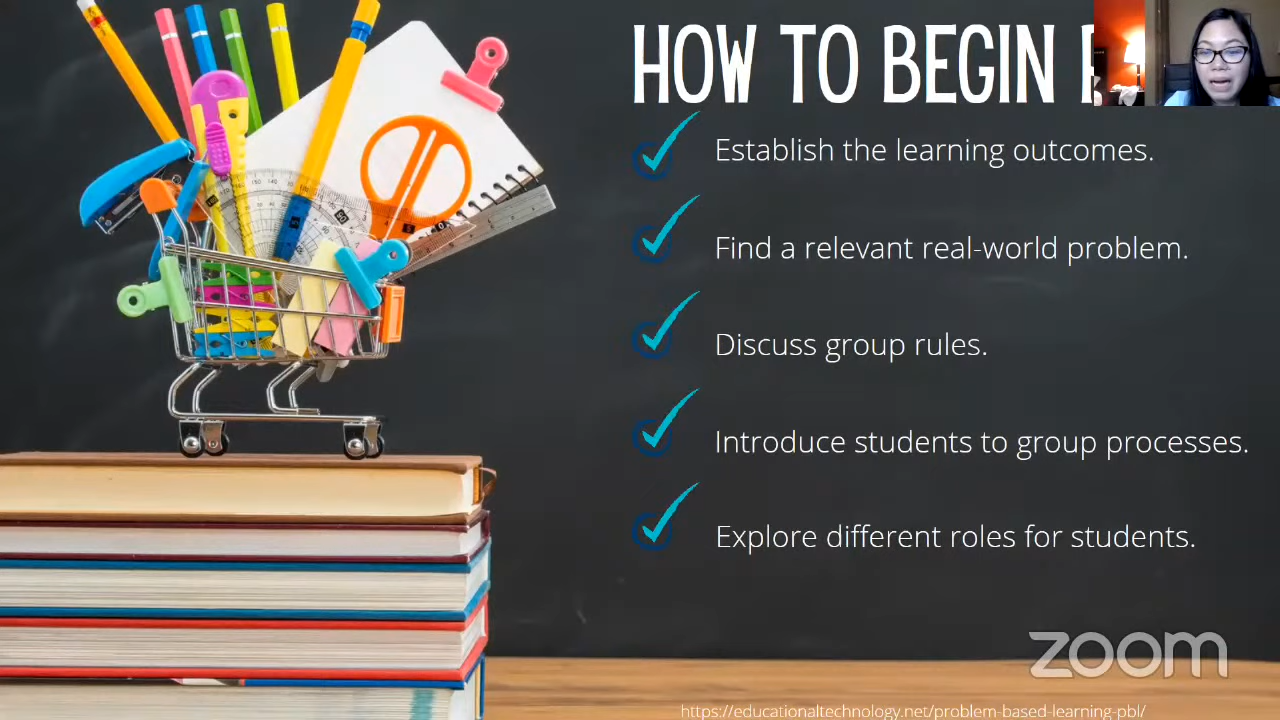 HOW TO BEGIN
Establish the learning outcomes.
Find a relevant real-world problem.
Discuss group rules.
Introduce students to group processes.
Explore different roles for students.
zoom
https://educationaltechnology.net/problem-based-learning-pbl/